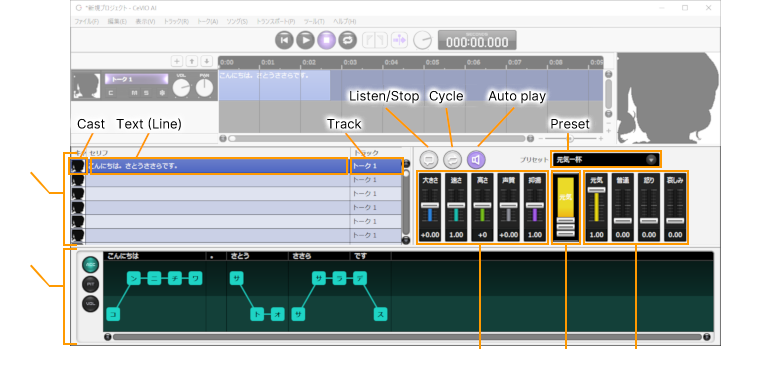 *新規プロジェクト - CeVIO AI
ファイル(F) 編集(E) 表示(V) トラック(R) トーク(A) ソング(S) トランスポート(P) ツール(T) ヘルプ(H)
000:00.000
0:00 0:01 0:02 0:03 0:04 0:05 0:06 0:07 0:08 0:09
トーク1 VOL PAN
C M S
こんにちは。さとうささらです。
Listen/Stop Cycle Auto play
Cast Text (Line) Track Preset
セリフ トラック
プリセット 元気一杯
こんにちは。さとうささらです。 トーク1
トーク1
トーク1
トーク1
トーク1
大きさ 速さ 高さ 声質 抑揚 元気 元気 普通 怒り 哀しみ
+0.00 1.00 +0 +0.00 1.00 1.00 0.00 0.00 0.00
こんにちは 。 さとう ささら です
ン ニ チ ワ サ サ ラ デ
コ ト オ サ ス
VOL